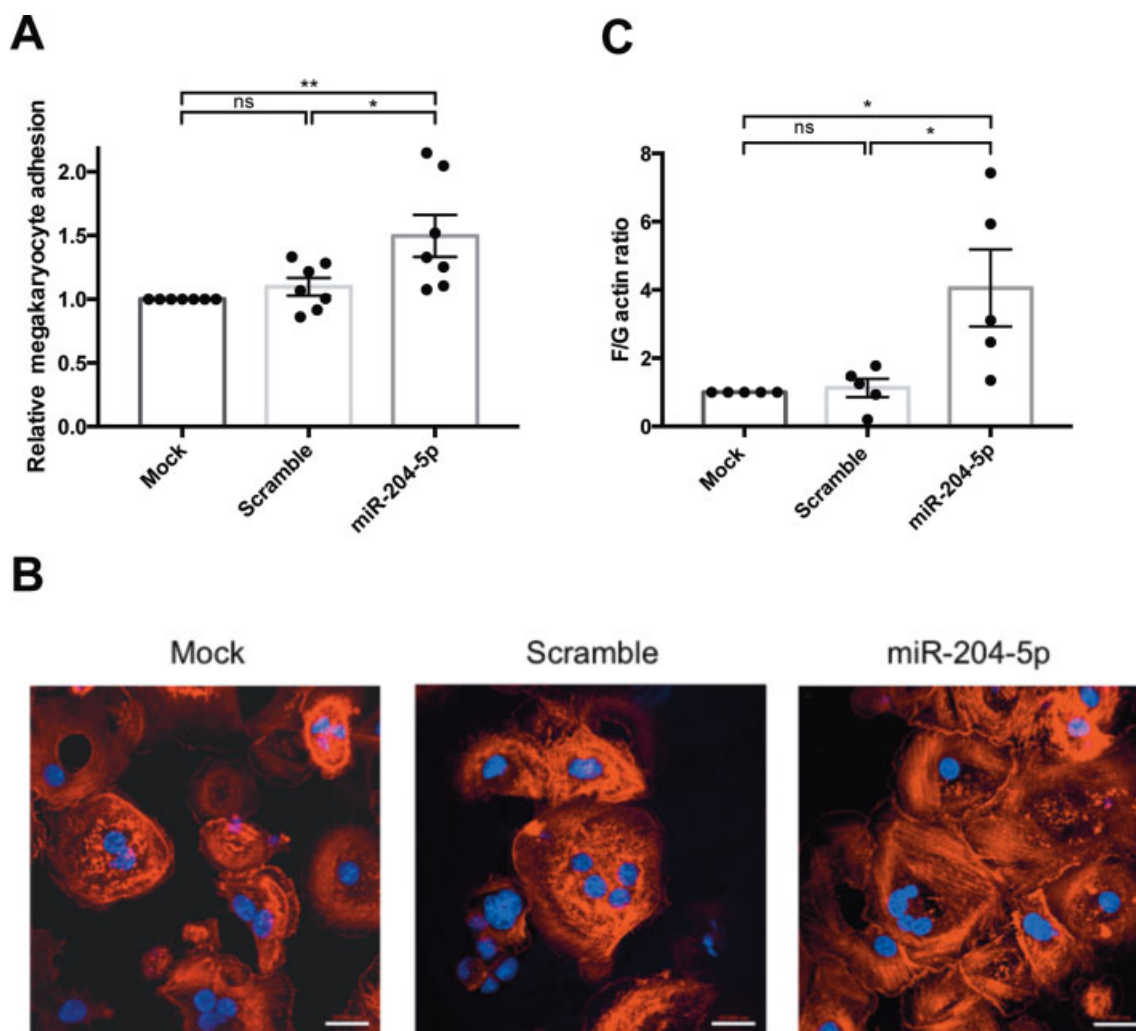 A
**
ns
*
Relative megakaryocyte adhesion
2.0
1.5
1.0
0.5
0.0
Mock
Scramble
miR-204-5p
C
*
ns
*
F/G actin ratio
8
6
4
2
0
Mock
Scramble
miR-204-5p
B
Mock
Scramble
miR-204-5p